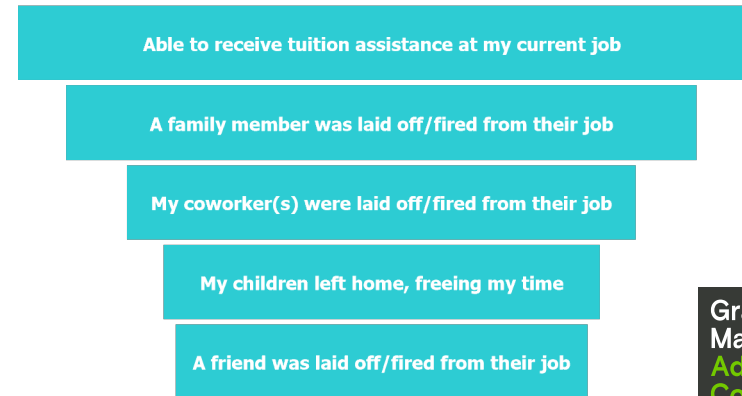 Able to receive tuition assistance at my current job
A family member was laid off/fired from their job
My coworker(s) were laid off/fired from their job
My children left home, freeing my time
A friend was laid off/fired from their job